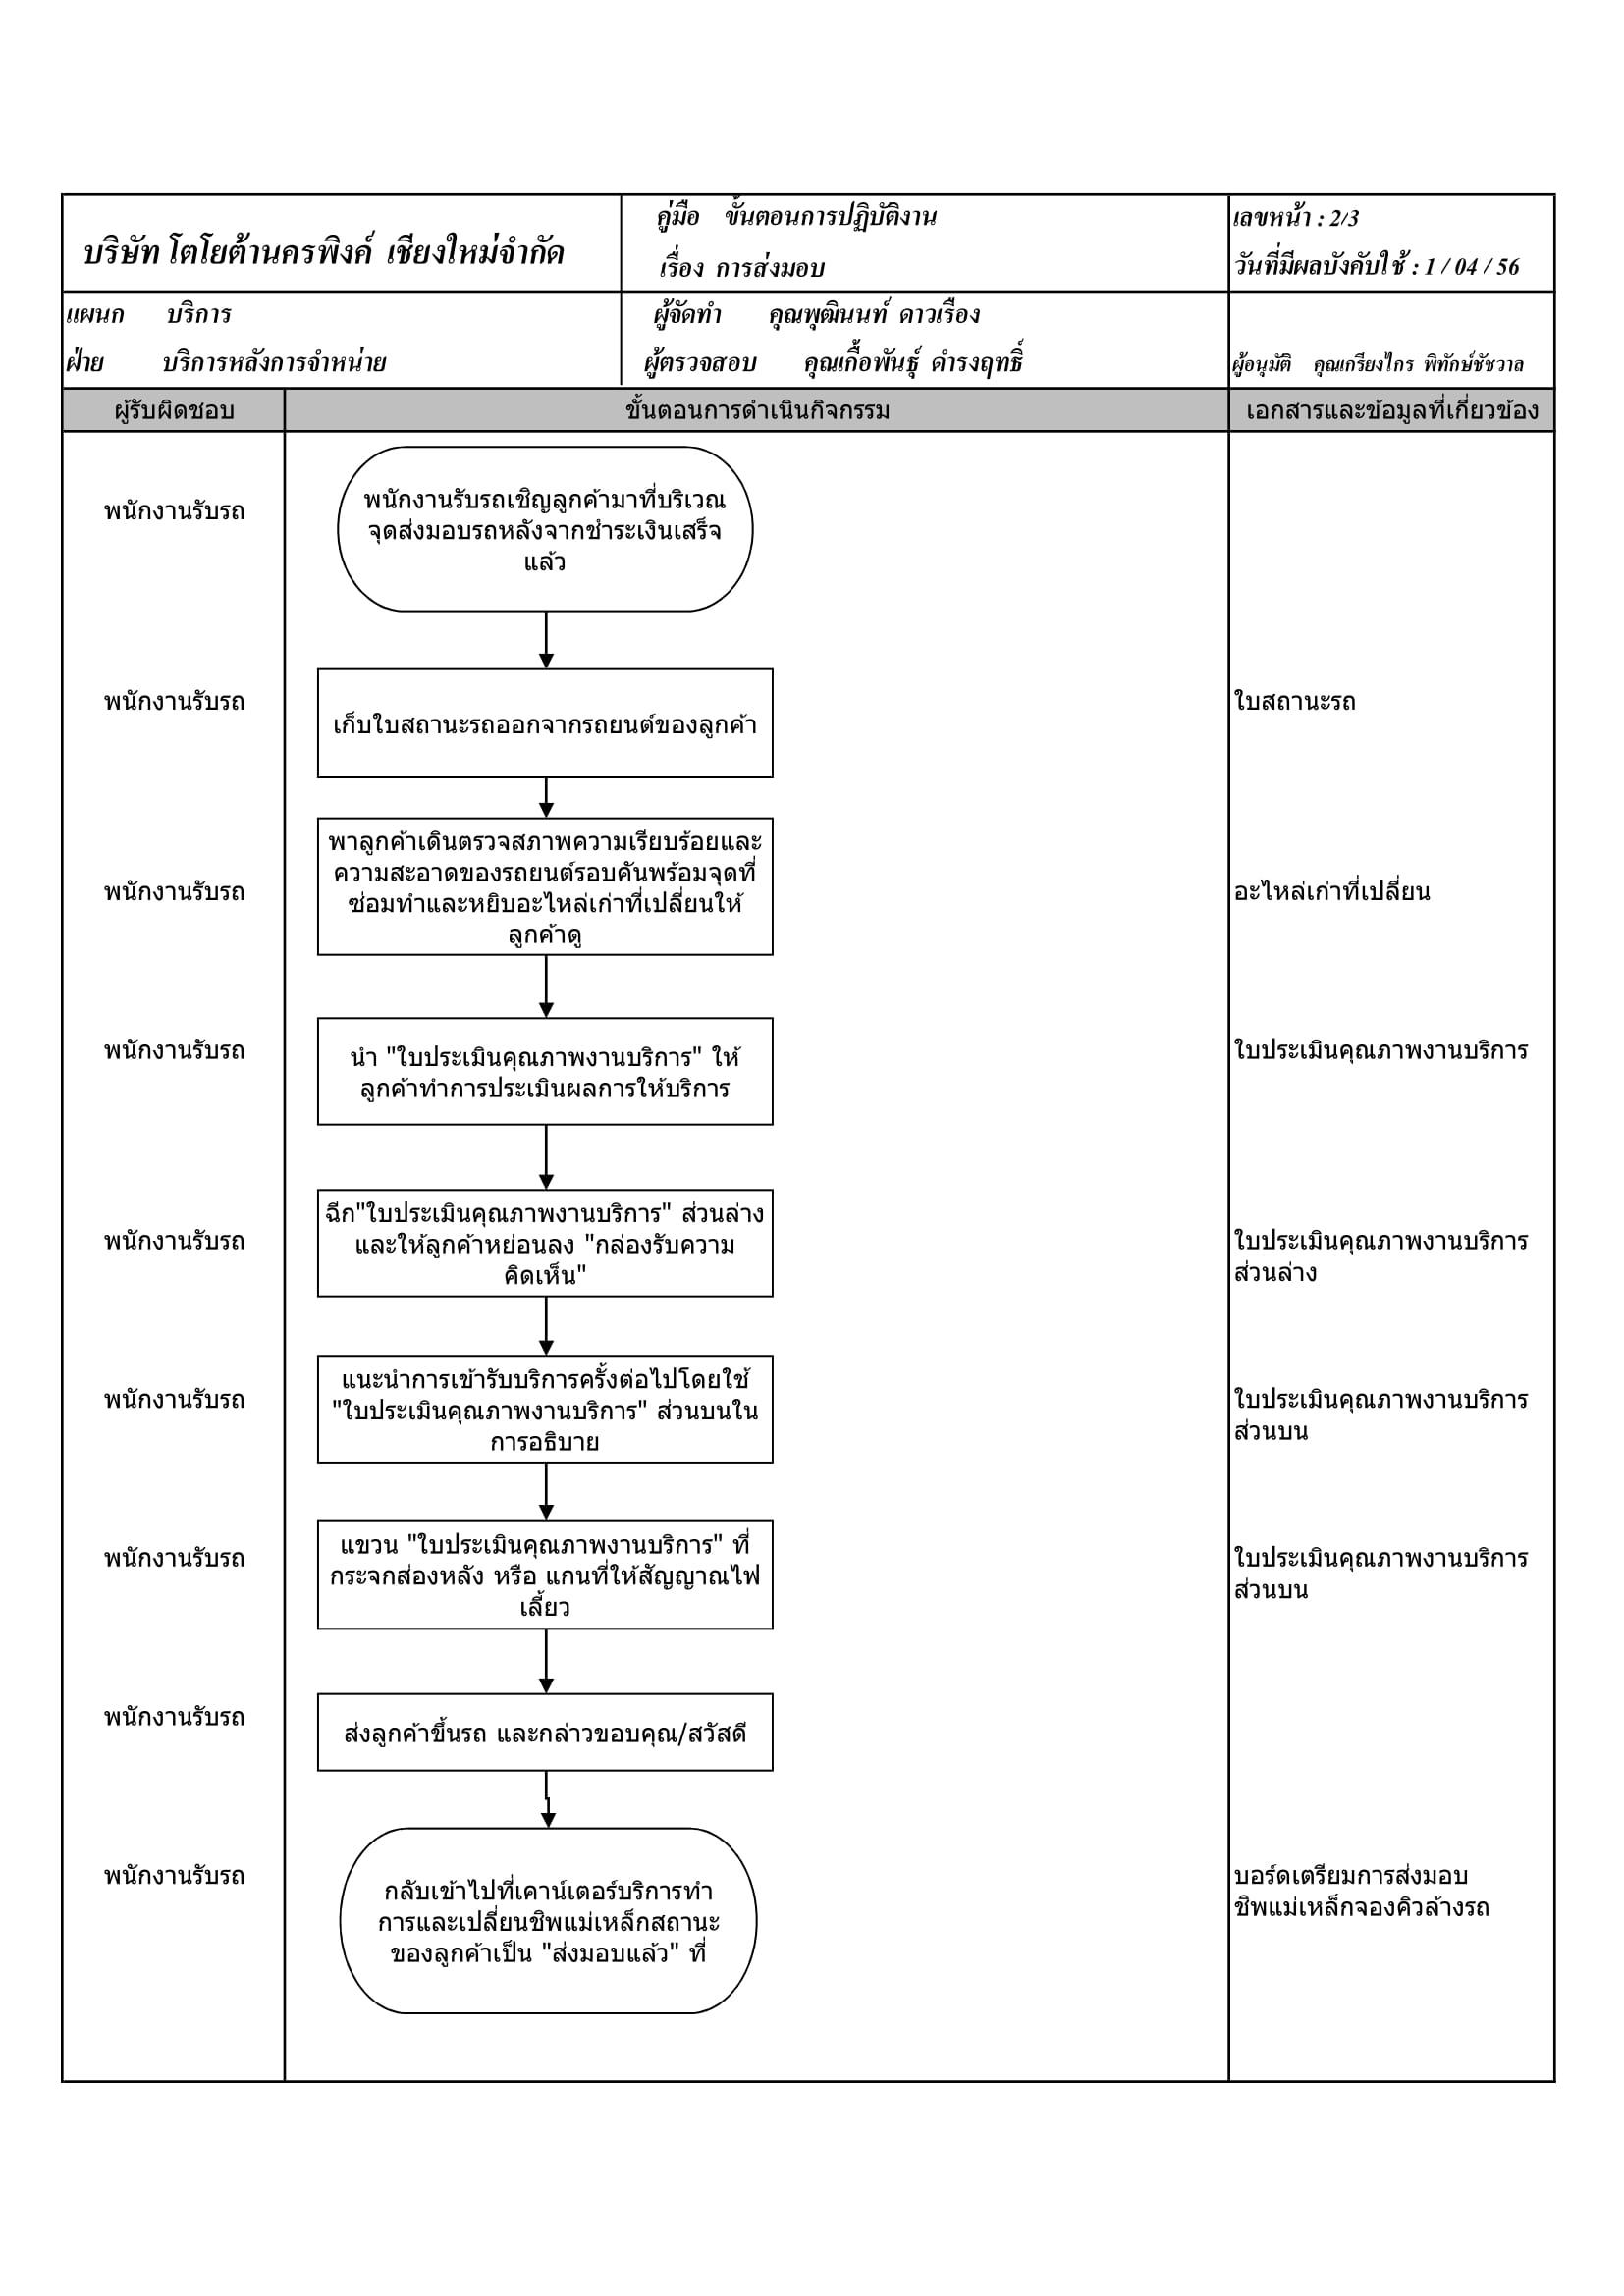 บริษัท โตโยต้านครพิงค์ เชียงใหม่จำกัด
คู่มือ ขั้นตอนการปฏิบัติงาน
เรื่อง การส่งมอบ
เลขหน้า : 2/3
วันที่มีผลบังคับใช้ : 1 / 04 / 56
แผนก บริการ
ฝ่าย บริการหลังการจำหน่าย
ผู้จัดทำ คุณพุฒินนท์ ดาวเรือง
ผู้ตรวจสอบ คุณเกื้อพันธุ์ ดำรงฤทธิ์
ผู้อนุมัติ คุณเกรียงไกร พิทักษ์ชัชวาล
ผู้รับผิดชอบ
ขั้นตอนการดำเนินกิจกรรม
เอกสารและข้อมูลที่เกี่ยวข้อง
พนักงานรับรถ
พนักงานรับรถเชิญลูกค้ามาที่บริเวณ
จุดส่งมอบรถหลังจากชำระเงินเสร็จ
แล้ว
พนักงานรับรถ
เก็บใบสถานะรถออกจากรถยนต์ของลูกค้า
ใบสถานะรถ
พนักงานรับรถ
พาลูกค้าเดินตรวจสภาพความเรียบร้อยและ
ความสะอาดของรถยนต์รอบคันพร้อมจุดที่
ซ่อมทำและหยิบอะไหล่เก่าที่เปลี่ยนให้
ลูกค้าดู
อะไหล่เก่าที่เปลี่ยน
พนักงานรับรถ
นำ "ใบประเมินคุณภาพงานบริการ" ให้
ลูกค้าทำการประเมินผลการให้บริการ
ใบประเมินคุณภาพงานบริการ
พนักงานรับรถ
ฉีก"ใบประเมินคุณภาพงานบริการ" ส่วนล่าง
และให้ลูกค้าหย่อนลง "กล่องรับความ
คิดเห็น"
ใบประเมินคุณภาพงานบริการ
ส่วนล่าง
พนักงานรับรถ
แนะนำการเข้ารับบริการครั้งต่อไปโดยใช้
"ใบประเมินคุณภาพงานบริการ" ส่วนบนใน
การอธิบาย
ใบประเมินคุณภาพงานบริการ
ส่วนบน
พนักงานรับรถ
แขวน "ใบประเมินคุณภาพงานบริการ" ที่
กระจกส่องหลัง หรือ แกนที่ให้สัญญาณไฟ
เลี้ยว
ใบประเมินคุณภาพงานบริการ
ส่วนบน
พนักงานรับรถ
ส่งลูกค้าขึ้นรถ และกล่าวขอบคุณ/สวัสดี
พนักงานรับรถ
กลับเข้าไปที่เคาน์เตอร์บริการทำ
การและเปลี่ยนชิพแม่เหล็กสถานะ
ของลูกค้าเป็น "ส่งมอบแล้ว" ที่
บอร์ดเตรียมการส่งมอบ
ชิพแม่เหล็กจองคิวล้างรถ